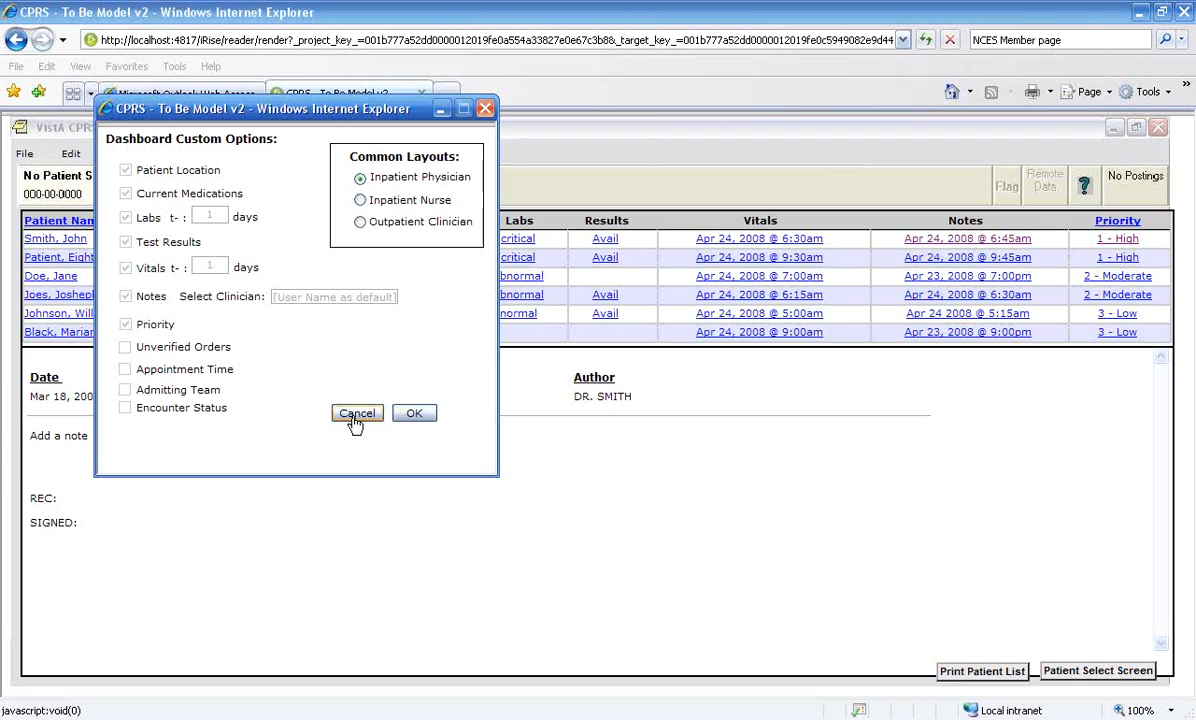 CPRS - To Be Model v2 - Windows Internet Explorer
http://localhost:4817/iRise/reader/render?_project_key_=001b777a52dd0000012019fe0a554a33827e0e67c3b8&_target_key_=001b777a52dd0000012019fe0c5949082e9d44
NCES Member page
File Edit View Favorites Tools Help
Page Tools
CPRS - To Be Model v2 - Windows Internet Explorer
VistA CPRS
File Edit
No Patient S
000-00-0000
Flag
Remote Data
?
No Postings
Dashboard Custom Options:
Patient Location
Current Medications
Labs t- : 1 days
Test Results
Vitals t- : 1 days
Notes Select Clinician: [User Name as default]
Priority
Unverified Orders
Appointment Time
Admitting Team
Encounter Status
Common Layouts:
Inpatient Physician
Inpatient Nurse
Outpatient Clinician
Cancel OK
Patient Nam Labs Results Vitals Notes Priority
Smith, John critical Avail Apr 24, 2008 @ 6:30am Apr 24, 2008 @ 6:45am 1 - High
Patient, Eight critical Avail Apr 24, 2008 @ 9:30am Apr 24, 2008 @ 9:45am 1 - High
Doe, Jane bnormal Apr 24, 2008 @ 7:00am Apr 23, 2008 @ 7:00pm 2 - Moderate
Joes, Joshepl bnormal Avail Apr 24, 2008 @ 6:15am Apr 24, 2008 @ 6:30am 2 - Moderate
Johnson, Will normal Avail Apr 24, 2008 @ 5:00am Apr 24 2008 @ 5:15am 3 - Low
Black, Marian Apr 24, 2008 @ 9:00am Apr 23, 2008 @ 9:00pm 3 - Low
Date Author
Mar 18, 200 DR. SMITH
Add a note
REC:
SIGNED:
Print Patient List Patient Select Screen
javascript:void(0) Local intranet 100%